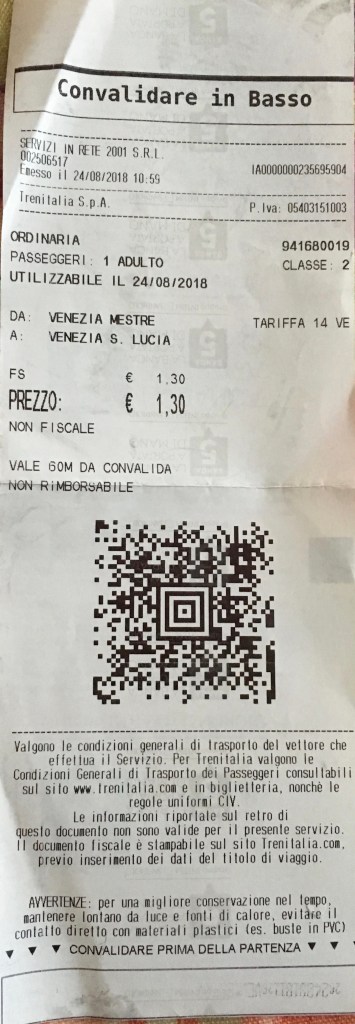 Convalidare in Basso
SERVIZI IN RETE 2001 S.R.L.
002506517 IA0000000235695904
Emesso il 24/08/2018 10:59
Trenitalia S.p.A. P.Iva: 05403151003
ORDINARIA 941680019
PASSEGGERI: 1 ADULTO CLASSE: 2
UTILIZZABILE IL 24/08/2018
DA: VENEZIA MESTRE TARIFFA 14 VE
A: VENEZIA S. LUCIA
FS € 1,30
PREZZO: € 1,30
NON FISCALE
VALE 60M DA CONVALIDA
NON RIMBORSABILE
Valgono le condizioni generali di trasporto del vettore che
effettua il Servizio. Per Trenitalia valgono le
Condizioni Generali di Trasporto dei Passeggeri consultabili
sul sito www.trenitalia.com e in biglietteria, nonchè le
regole uniformi CIV.
Le informazioni riportate sul retro di
questo documento non sono valide per il presente servizio.
Il documento fiscale è stampabile sul sito Trenitalia.com,
previo inserimento dei dati del titolo di viaggio.
AVVERTENZE: per una migliore conservazione nel tempo,
mantenere lontano da luce e fonti di calore, evitare il
contatto diretto con materiali plastici (es. buste in PVC)
▼ ▼ ▼ CONVALIDARE PRIMA DELLA PARTENZA ▼ ▼ ▼